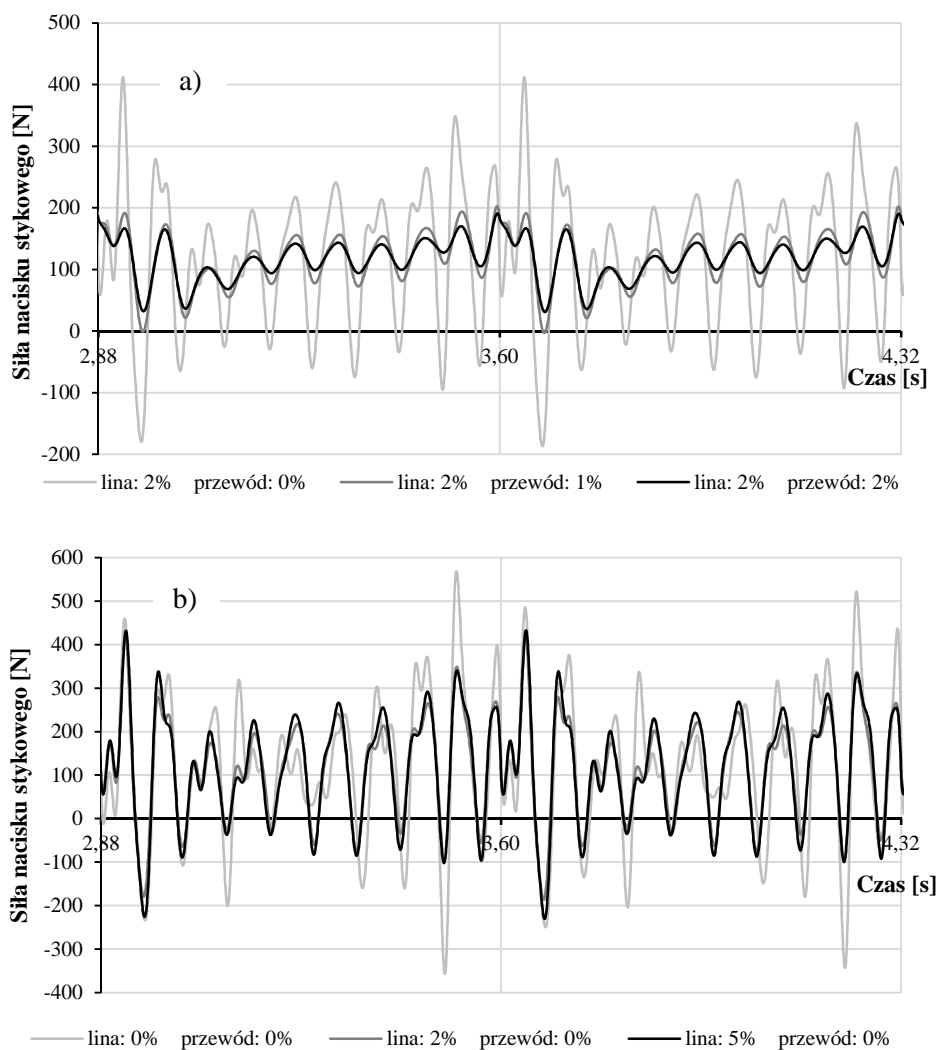 Siła nacisku stykowego [N]
500
400
300
200
100
0
-100
-200
a)
2,88
3,60
4,32
Czas [s]
lina: 2% przewód: 0%
lina: 2% przewód: 1%
lina: 2% przewód: 2%
Siła nacisku stykowego [N]
600
500
400
300
200
100
0
-100
-200
-300
-400
b)
2,88
3,60
4,32
Czas [s]
lina: 0% przewód: 0%
lina: 2% przewód: 0%
lina: 5% przewód: 0%